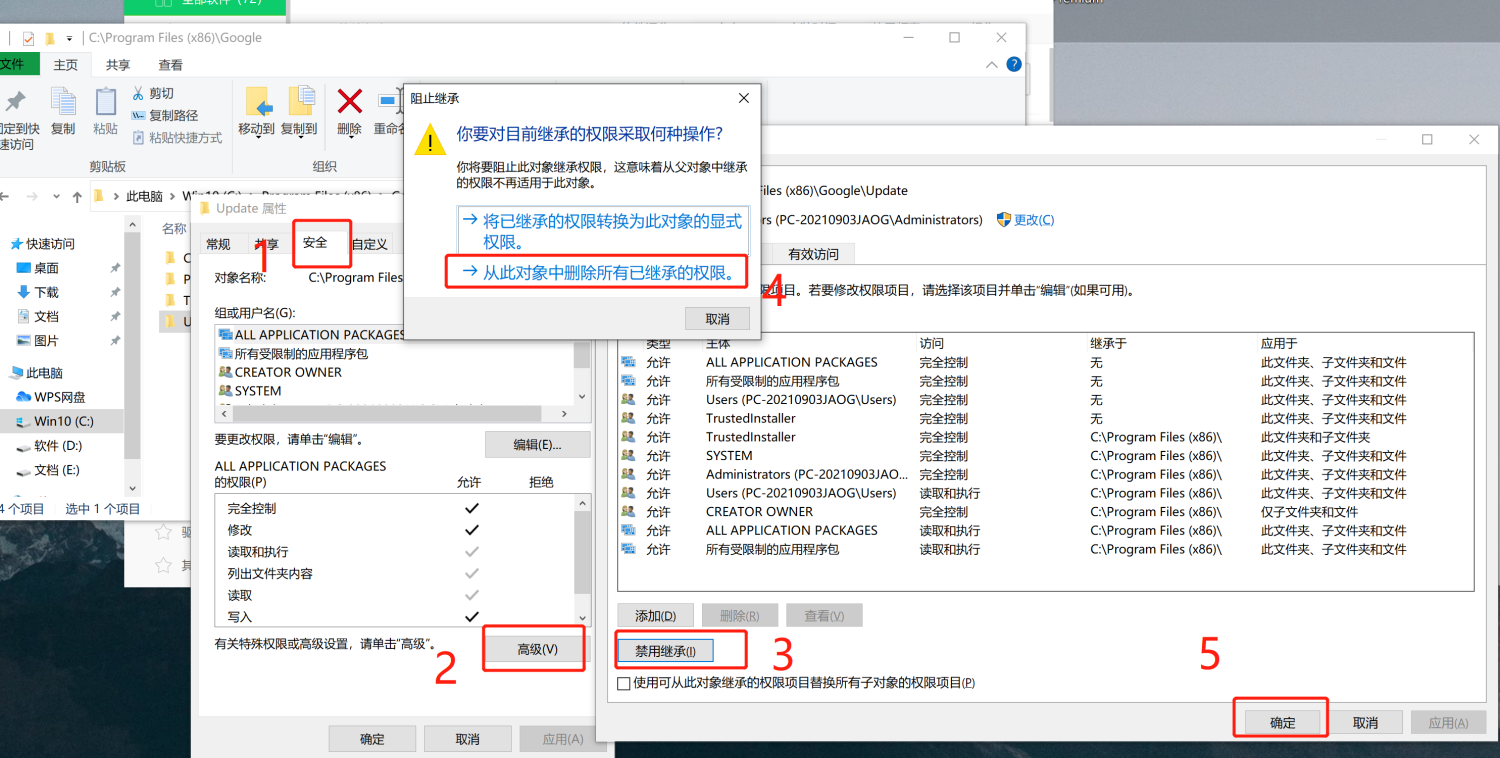 全部软件 (72)
C:\Program Files (x86)\Google
文件
主页
共享
查看
剪切
复制路径
粘贴快捷方式
复制
粘贴
移动到
复制到
删除
剪贴板
组织
此电脑
名称
快速访问
桌面
下载
文档
图片
此电脑
WPS网盘
Win10 (C:)
软件 (D:)
文档 (E:)
4 个项目
选中 1 个项目
Update 属性
常规
共享
安全
自定义
1
对象名称:
C:\Program Files
组或用户名(G):
ALL APPLICATION PACKAGES
所有受限制的应用程序包
CREATOR OWNER
SYSTEM
要更改权限，请单击"编辑"。
编辑(E)...
ALL APPLICATION PACKAGES
的权限(P)
允许
拒绝
完全控制
修改
读取和执行
列出文件夹内容
读取
写入
有关特殊权限或高级设置，请单击"高级"。
高级(V)
2
确定
取消
应用(A)
阻止继承
你要对目前继承的权限采取何种操作?
你将要阻止此对象继承权限，这意味着从父对象中继承
的权限不再适用于此对象。
将已继承的权限转换为此对象的显式
权限。
从此对象中删除所有已继承的权限。
4
取消
iles (x86)\Google\Update
rs (PC-20210903JAOG\Administrators)
更改(C)
有效访问
限项目。若要修改权限项目，请选择该项目并单击"编辑"(如果可用)。
类型 主体 访问 继承于 应用于
允许 ALL APPLICATION PACKAGES 完全控制 无 此文件夹、子文件夹和文件
允许 所有受限制的应用程序包 完全控制 无 此文件夹、子文件夹和文件
允许 Users (PC-20210903JAOG\Users) 完全控制 无 此文件夹、子文件夹和文件
允许 TrustedInstaller 完全控制 无 此文件夹、子文件夹和文件
允许 TrustedInstaller 完全控制 C:\Program Files (x86)\ 此文件夹和子文件夹
允许 SYSTEM 完全控制 C:\Program Files (x86)\ 此文件夹、子文件夹和文件
允许 Administrators (PC-20210903JAO... 完全控制 C:\Program Files (x86)\ 此文件夹、子文件夹和文件
允许 Users (PC-20210903JAOG\Users) 读取和执行 C:\Program Files (x86)\ 此文件夹、子文件夹和文件
允许 CREATOR OWNER 完全控制 C:\Program Files (x86)\ 仅子文件夹和文件
允许 ALL APPLICATION PACKAGES 读取和执行 C:\Program Files (x86)\ 此文件夹、子文件夹和文件
允许 所有受限制的应用程序包 读取和执行 C:\Program Files (x86)\ 此文件夹、子文件夹和文件
添加(D)
删除(R)
查看(V)
禁用继承(I)
3
使用可从此对象继承的权限项目替换所有子对象的权限项目(P)
5
确定
取消
应用(A)